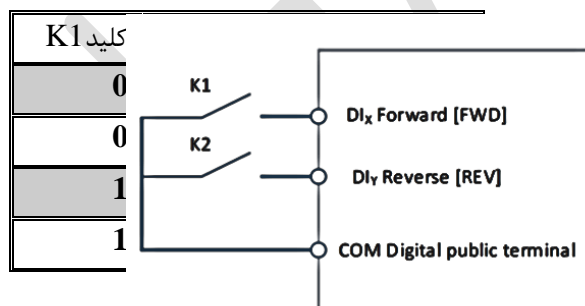 کلید K1
0
0
1
1
K1
DIx Forward [FWD]
K2
DIY Reverse [REV]
COM Digital public terminal